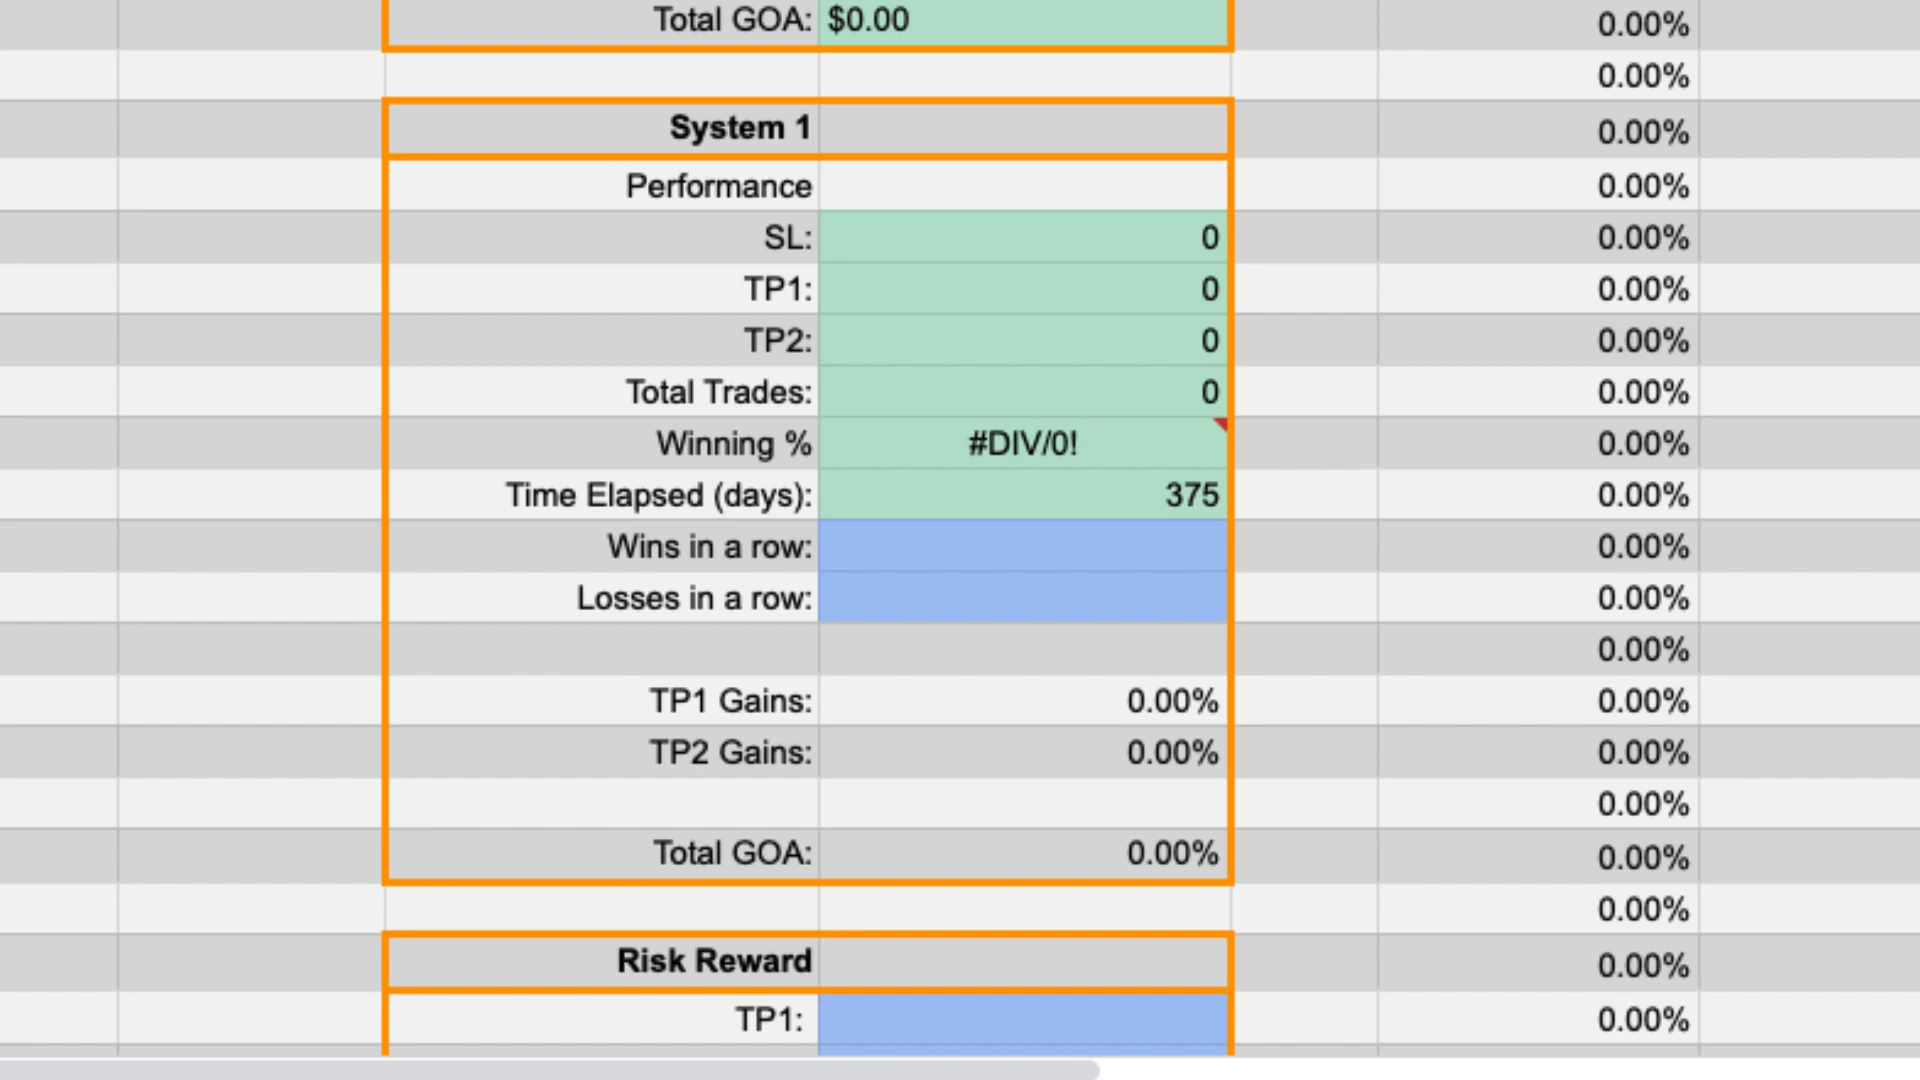 Total GOA: $0.00 0.00%
0.00%
System 1 0.00%
Performance 0.00%
SL: 0 0.00%
TP1: 0 0.00%
TP2: 0 0.00%
Total Trades: 0 0.00%
Winning % #DIV/0! 0.00%
Time Elapsed (days): 375 0.00%
Wins in a row: 0.00%
Losses in a row: 0.00%
0.00%
TP1 Gains: 0.00% 0.00%
TP2 Gains: 0.00% 0.00%
0.00%
Total GOA: 0.00% 0.00%
0.00%
Risk Reward 0.00%
TP1: 0.00%